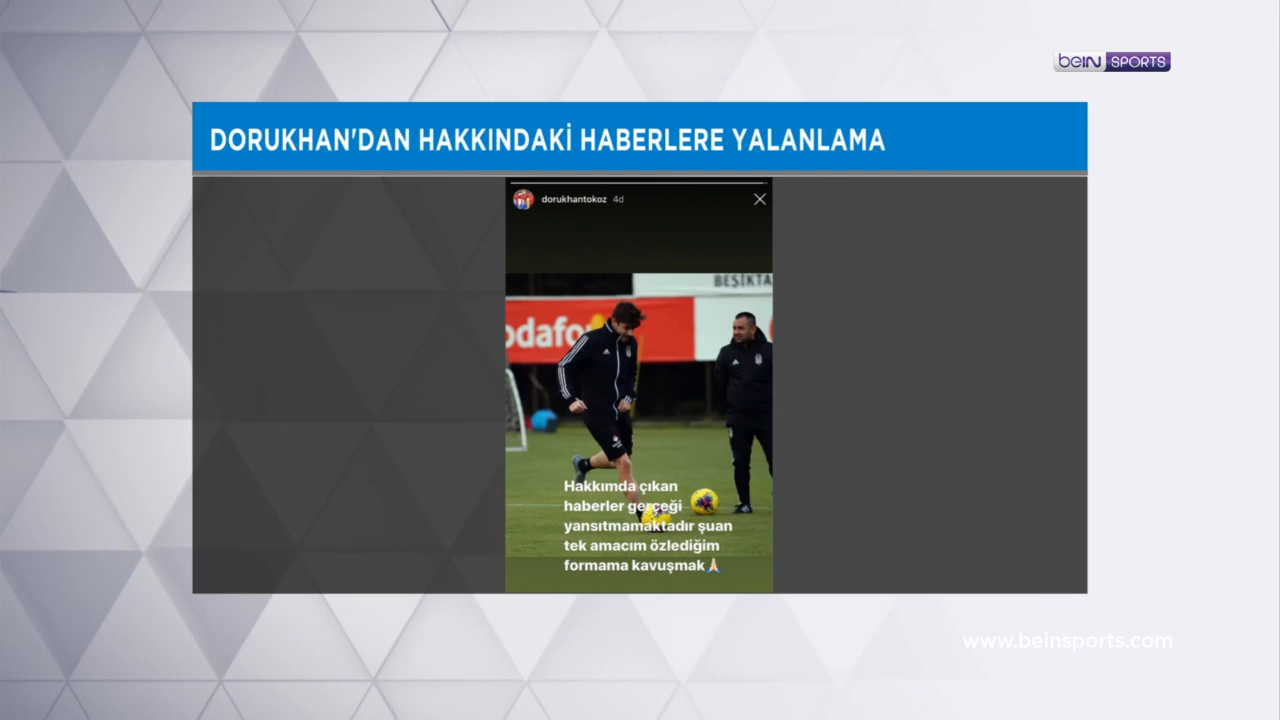 beIN SPORTS
DORUKHAN'DAN HAKKINDAKİ HABERLERE YALANLAMA
dorukhantokoz 4d
BEŞİKTA
odafo
Hakkımda çıkan
haberler gerçeği
yansıtmamaktadır şuan
tek amacım özlediğim
formama kavuşmak🙏🏻
www.beinsports.com